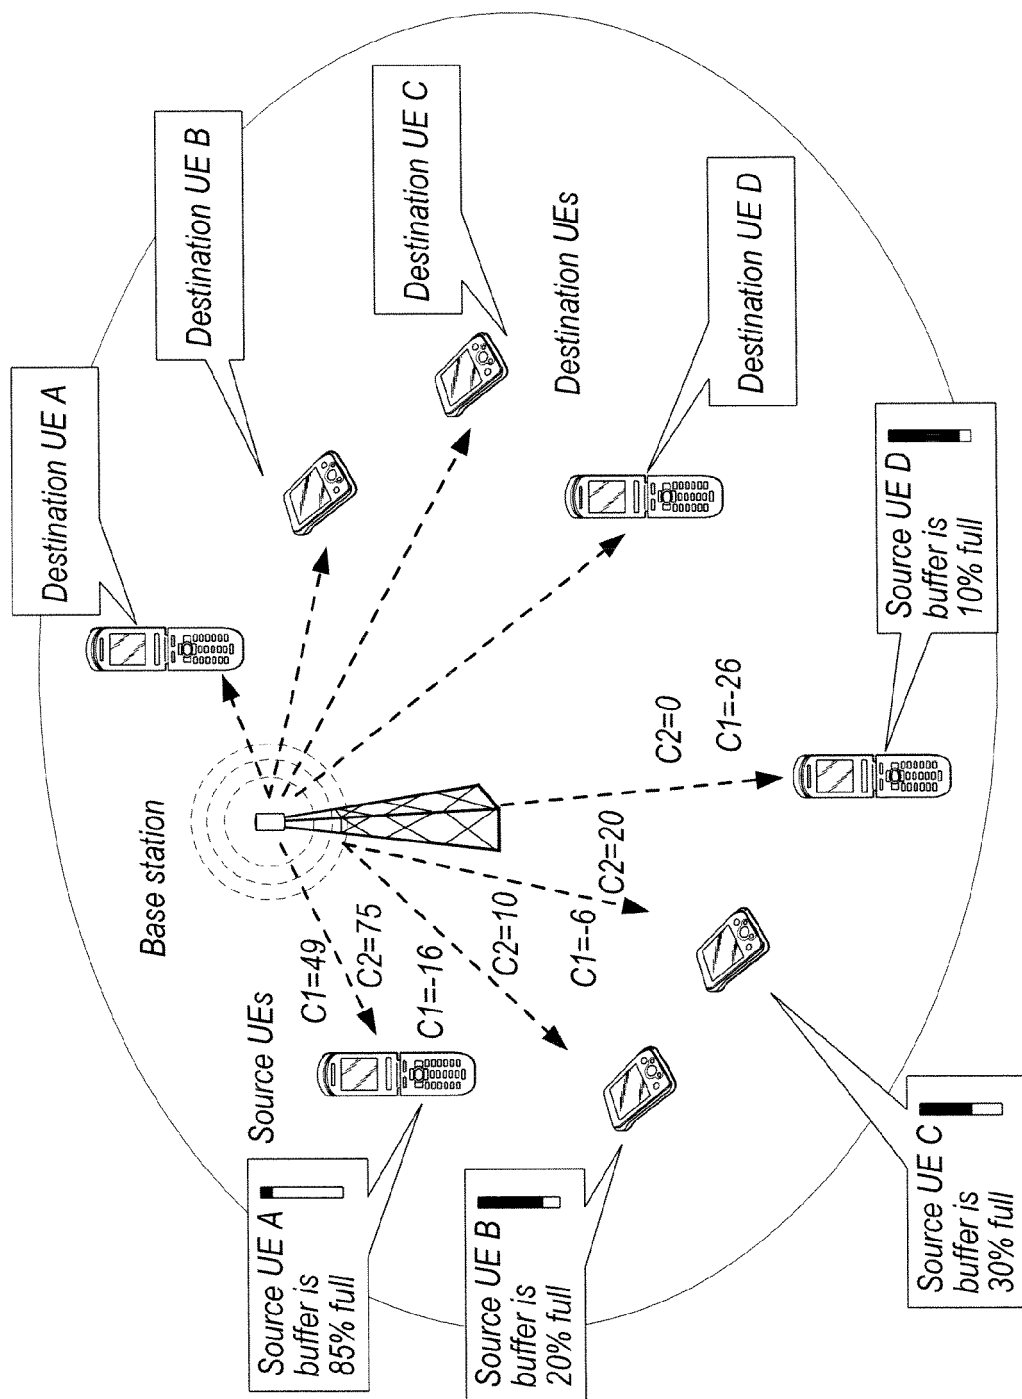 Source UE A
buffer is
85% full
Source UE B
buffer is
20% full
Source UE C
buffer is
30% full
Source UEs
C1=49
C2=75
C1=-16
C2=10
C1=-6
C2=20
Base station
C2=0
C1=-26
Source UE D
buffer is
10% full
Destination UE A
Destination UE B
Destination UE C
Destination UEs
Destination UE D